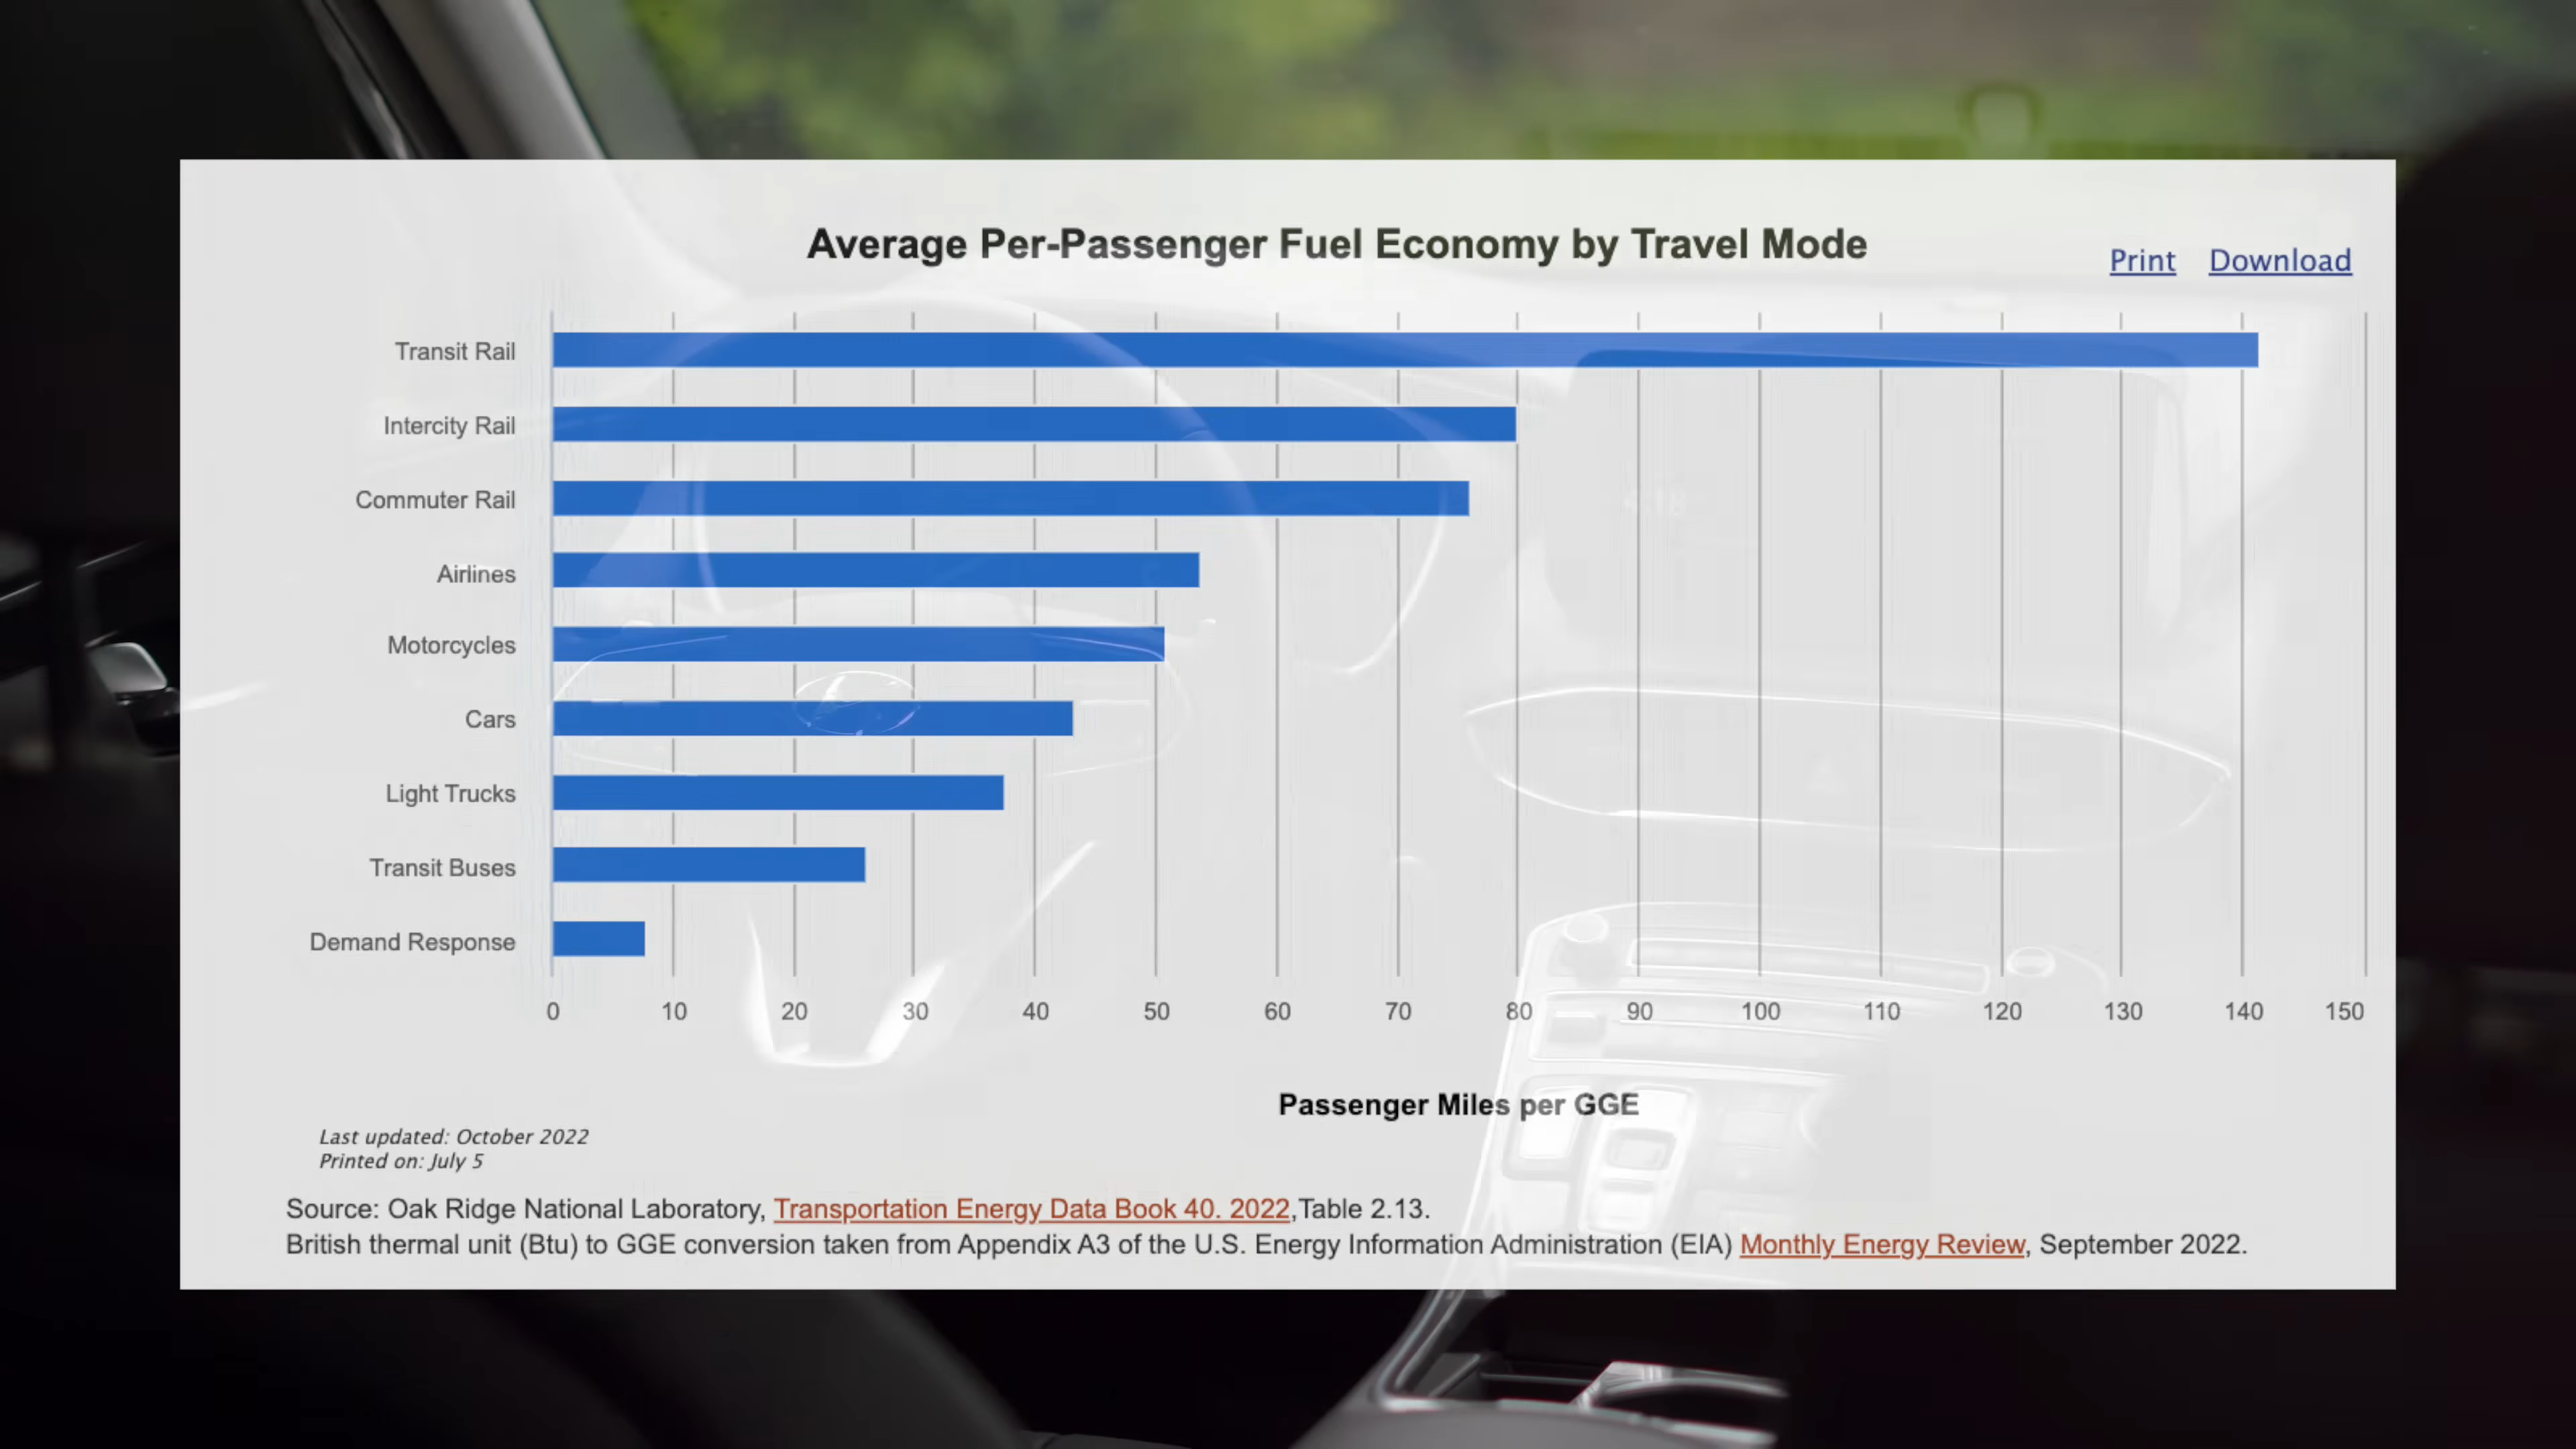 Average Per-Passenger Fuel Economy by Travel Mode
Print Download
Transit Rail
Intercity Rail
Commuter Rail
Airlines
Motorcycles
Cars
Light Trucks
Transit Buses
Demand Response
0 10 20 30 40 50 60 70 80 90 100 110 120 130 140 150
Passenger Miles per GGE
Last updated: October 2022
Printed on: July 5
Source: Oak Ridge National Laboratory, Transportation Energy Data Book 40. 2022,Table 2.13.
British thermal unit (Btu) to GGE conversion taken from Appendix A3 of the U.S. Energy Information Administration (EIA) Monthly Energy Review, September 2022.